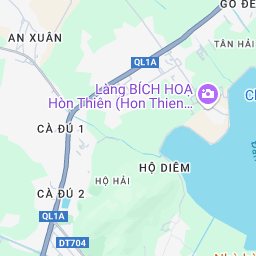 GÒ ĐỀ
AN XUÂN
TÂN HẢI
QL1A
Làng BÍCH HOẠ
Hòn Thiên (Hon Thien...
CÀ ĐÚ 1
HỘ DIÊM
HỘ HẢI
CÀ ĐÚ 2
QL1A
DT704